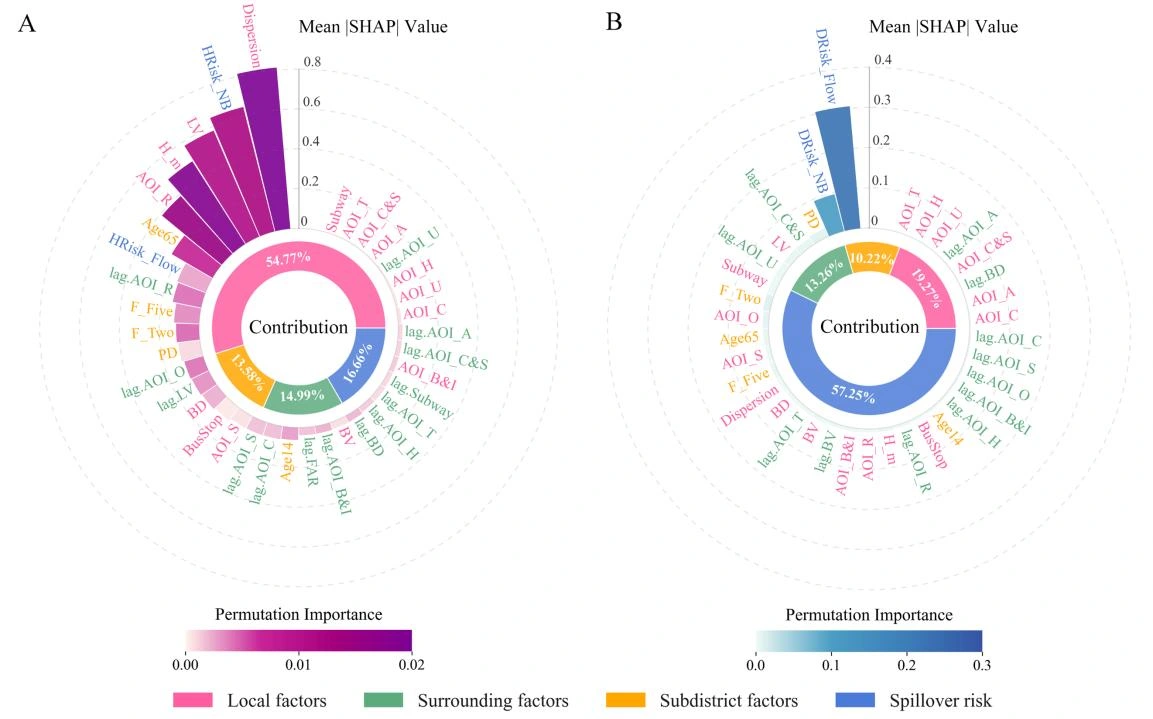 A
Mean |SHAP| Value
0.8
0.6
0.4
0.2
0
Dispersion
HRisk_NB
LV
H_m
AOI_R
Age65
HRisk_Flow
lag.AOI_R
F_Five
F_Two
PD
lag.AOI_O
lag.LV
BD
BusStop
AOI_S
lag.AOI_S
lag.AOI_C
Age14
lag.FAR
lag.AOI_B&I
BV
lag.BD
lag.AOI_H
lag.AOI_T
lag.Subway
AOI_B&I
lag.AOI_C&S
lag.AOI_A
AOI_C
AOI_U
AOI_H
lag.AOI_U
AOI_A
AOI_C&S
AOI_T
Subway
54.77%
13.58%
14.99%
16.66%
Contribution
Permutation Importance
0.00
0.01
0.02
B
Mean |SHAP| Value
0.4
0.3
0.2
0.1
0
DRisk_Flow
DRisk_NB
PD
lag.AOI_C&S
LV
lag.AOI_U
Subway
F_Two
AOI_O
Age65
AOI_S
F_Five
Dispersion
BD
lag.AOI_T
BV
lag.BV
AOI_B&I
AOI_R
H_m
lag.AOI_R
BusStop
Age14
lag.AOI_H
lag.AOI_B&I
lag.AOI_O
lag.AOI_S
lag.AOI_C
AOI_C
AOI_A
lag.BD
AOI_C&S
lag.AOI_A
AOI_U
AOI_H
AOI_T
13.26%
10.22%
19.27%
57.25%
Contribution
Permutation Importance
0.0
0.1
0.2
0.3
Local factors
Surrounding factors
Subdistrict factors
Spillover risk